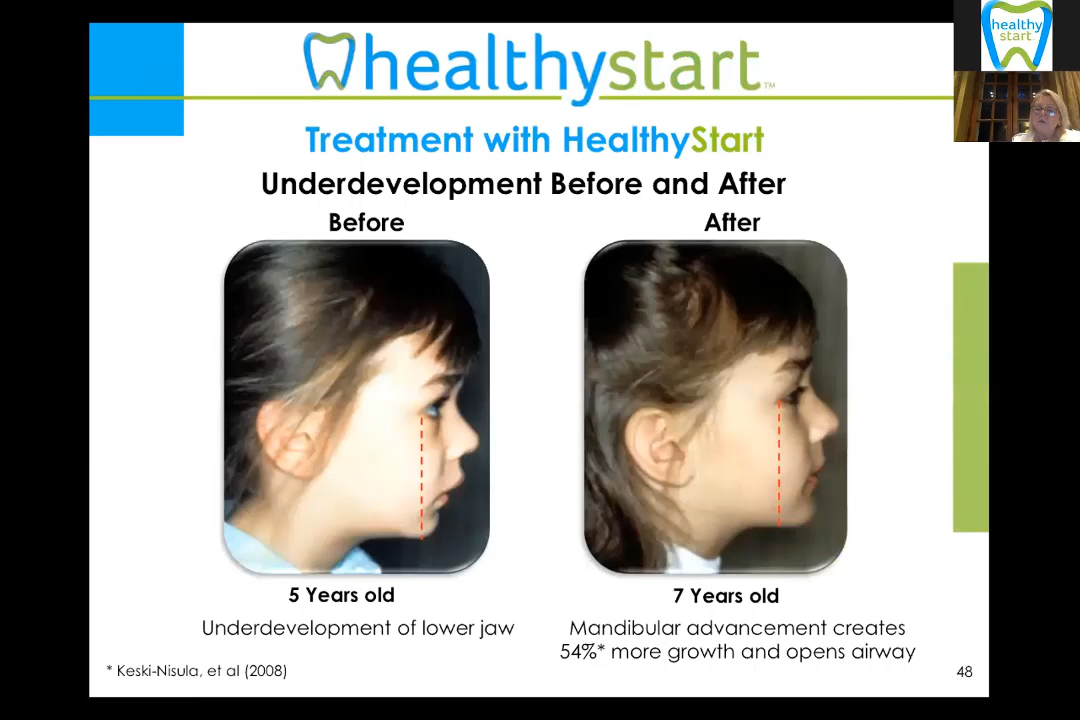 healthystart™
healthy
start
Treatment with HealthyStart
Underdevelopment Before and After
Before
After
5 Years old
7 Years old
Underdevelopment of lower jaw
Mandibular advancement creates
54%* more growth and opens airway
* Keski-Nisula, et al (2008)
48